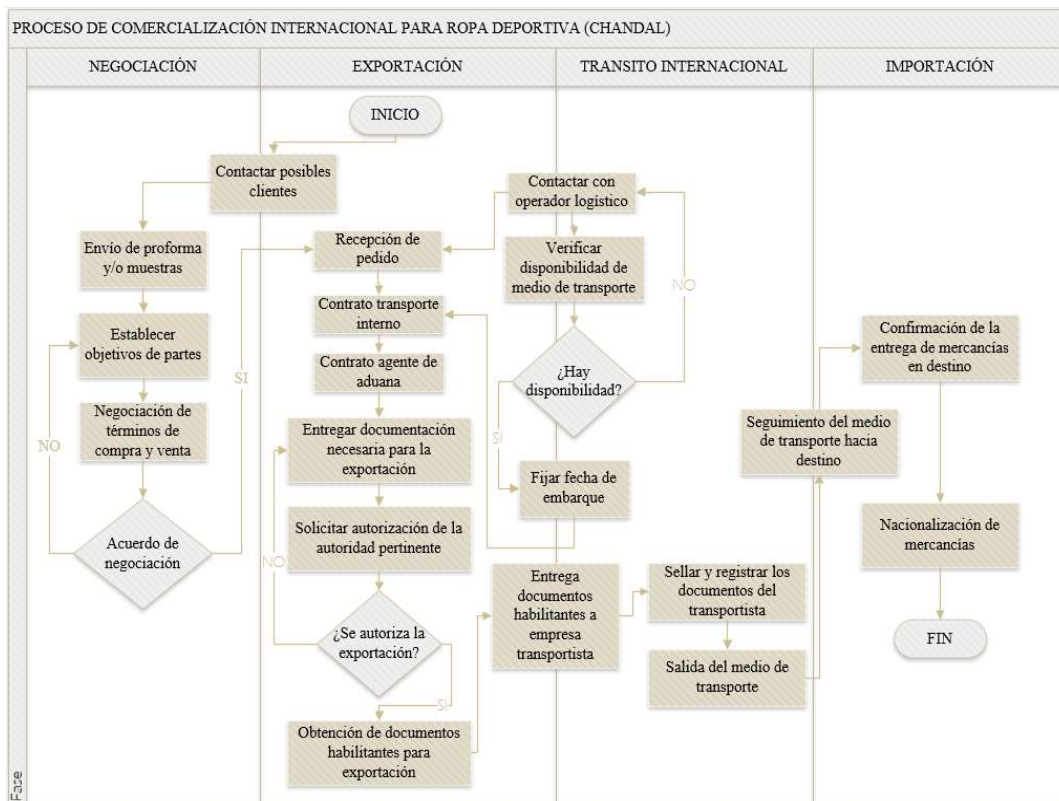 PROCESO DE COMERCIALIZACIÓN INTERNACIONAL PARA ROPA DEPORTIVA (CHANDAL)
NEGOCIACIÓN
EXPORTACIÓN
TRANSITO INTERNACIONAL
IMPORTACIÓN
INICIO
Contactar posibles
clientes
Envío de proforma
y/o muestras
Establecer
objetivos de partes
Negociación de
términos de
compra y venta
Acuerdo de
negociación
NO
SI
Recepción de
pedido
Contrato transporte
interno
Contrato agente de
aduana
Entregar documentación
necesaria para la
exportación
Solicitar autorización de la
autoridad pertinente
¿Se autoriza la
exportación?
NO
SI
Obtención de documentos
habilitantes para
exportación
Contactar con
operador logístico
Verificar
disponibilidad de
medio de transporte
¿Hay
disponibilidad?
NO
SI
Fijar fecha de
embarque
Entrega
documentos
habilitantes a
empresa
transportista
Sellar y registrar los
documentos del
transportista
Salida del medio de
transporte
Seguimiento del medio
de transporte hacia
destino
Confirmación de la
entrega de mercancías
en destino
Nacionalización de
mercancías
FIN
Fase